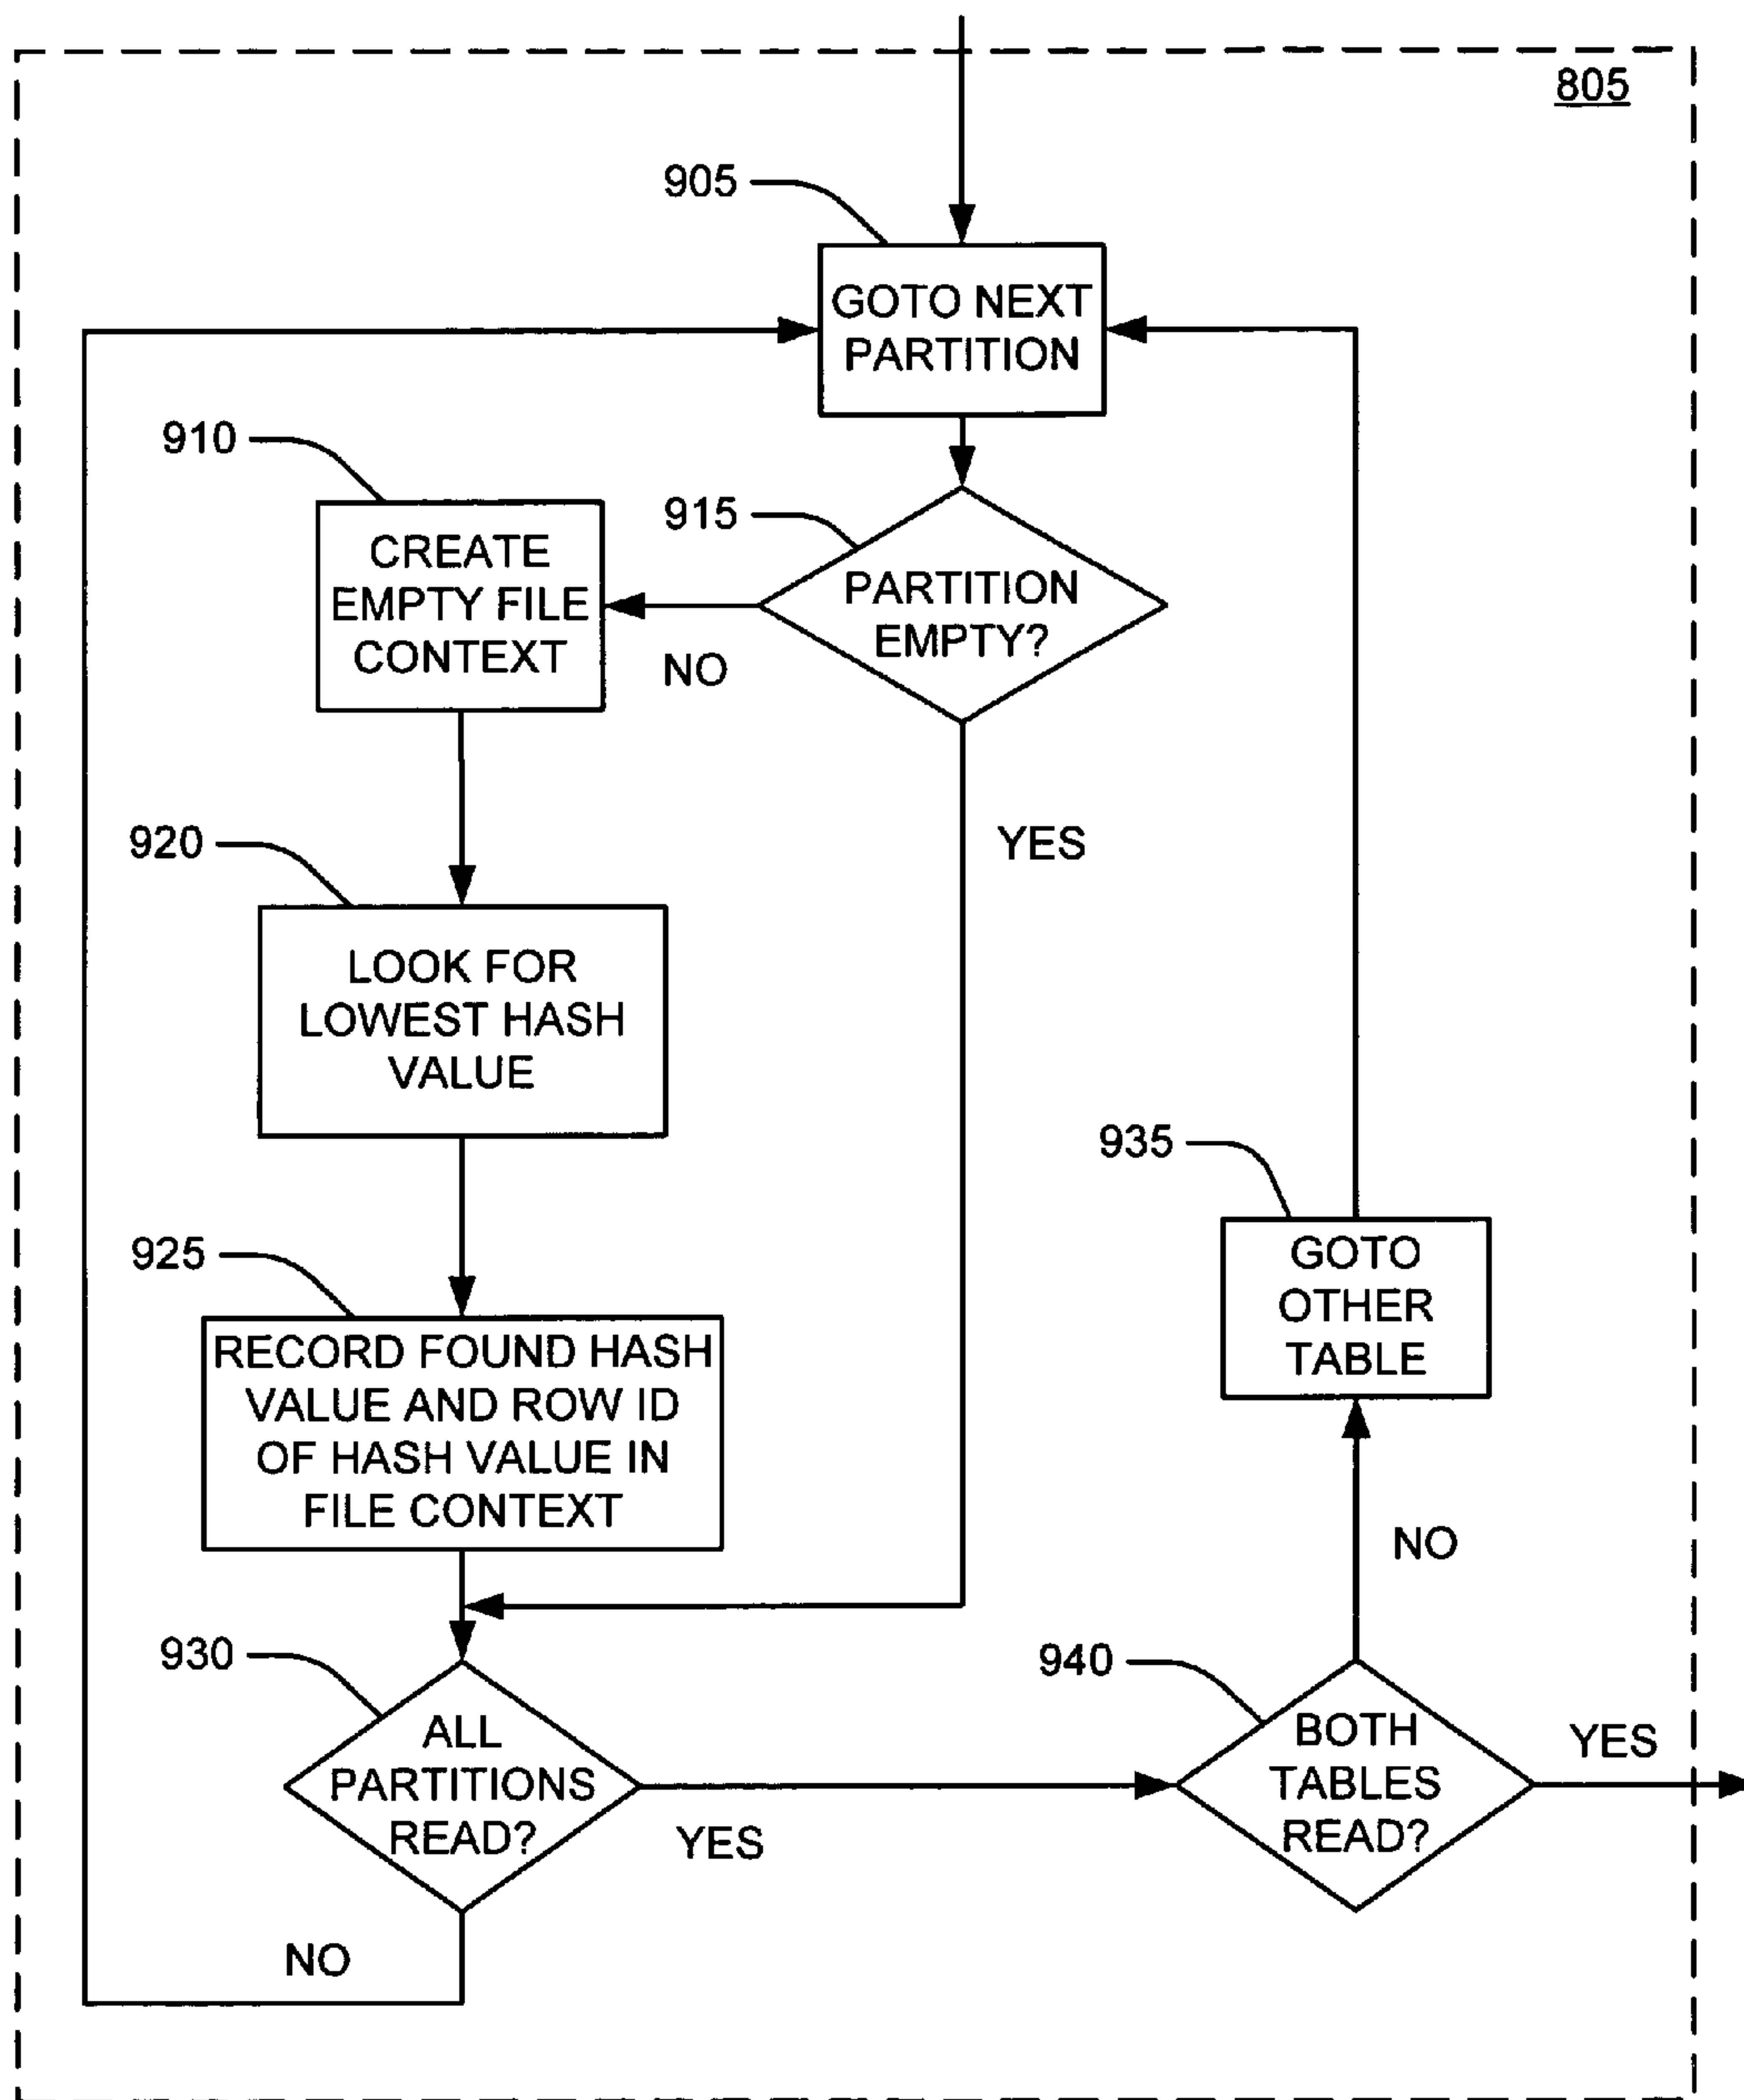 805
905
GOTO NEXT
PARTITION
910
CREATE
EMPTY FILE
CONTEXT
915
PARTITION
EMPTY?
NO
YES
920
LOOK FOR
LOWEST HASH
VALUE
935
GOTO
OTHER
TABLE
925
RECORD FOUND HASH
VALUE AND ROW ID
OF HASH VALUE IN
FILE CONTEXT
NO
930
ALL
PARTITIONS
READ?
YES
940
BOTH
TABLES
READ?
YES
NO